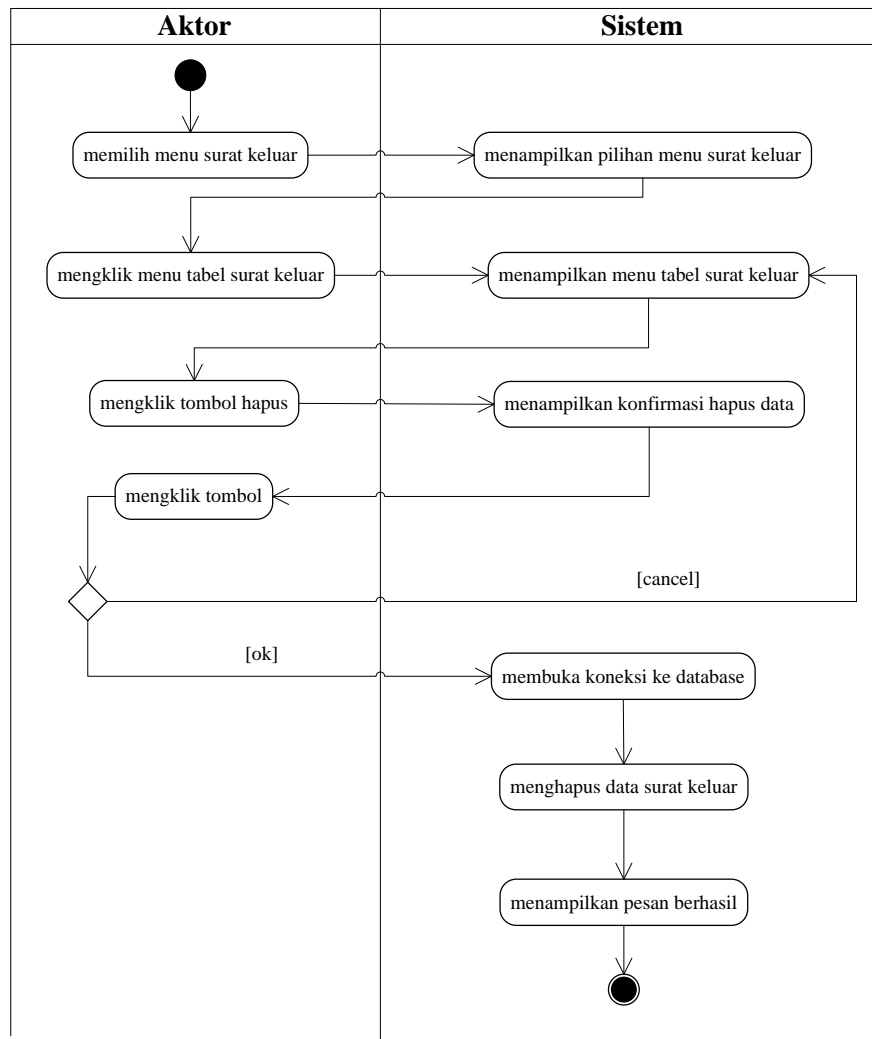 Aktor
Sistem
memilih menu surat keluar
menampilkan pilihan menu surat keluar
mengklik menu tabel surat keluar
menampilkan menu tabel surat keluar
mengklik tombol hapus
menampilkan konfirmasi hapus data
mengklik tombol
[cancel]
[ok]
membuka koneksi ke database
menghapus data surat keluar
menampilkan pesan berhasil